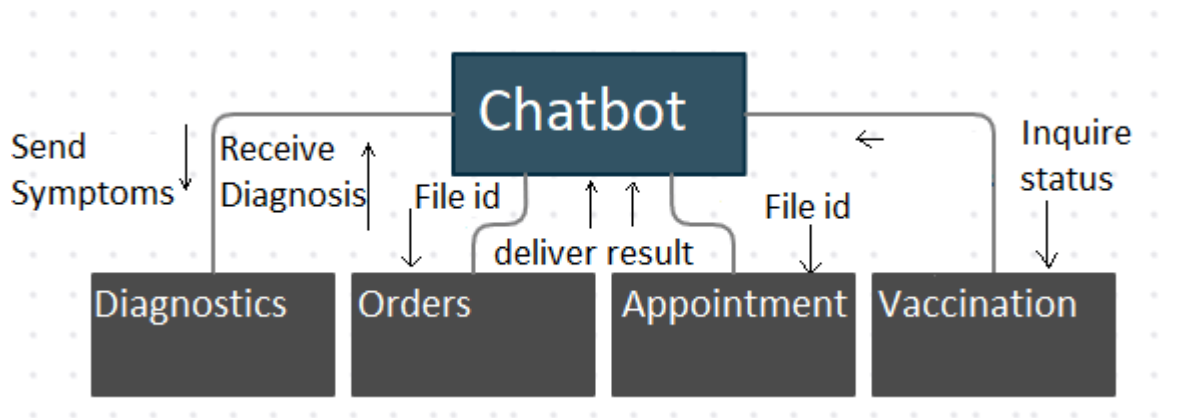 Chatbot
Send
Symptoms
Receive
Diagnosis
File id
deliver result
File id
Inquire
status
Diagnostics
Orders
Appointment
Vaccination